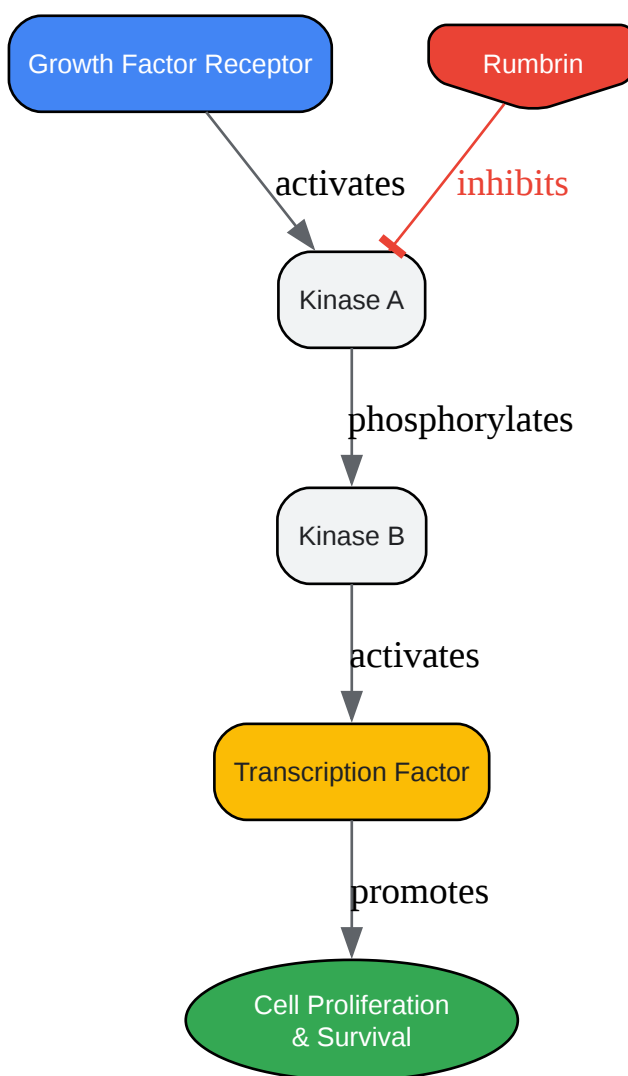 Growth Factor Receptor
Rumbrin
activates
inhibits
Kinase A
phosphorylates
Kinase B
activates
Transcription Factor
promotes
Cell Proliferation
& Survival